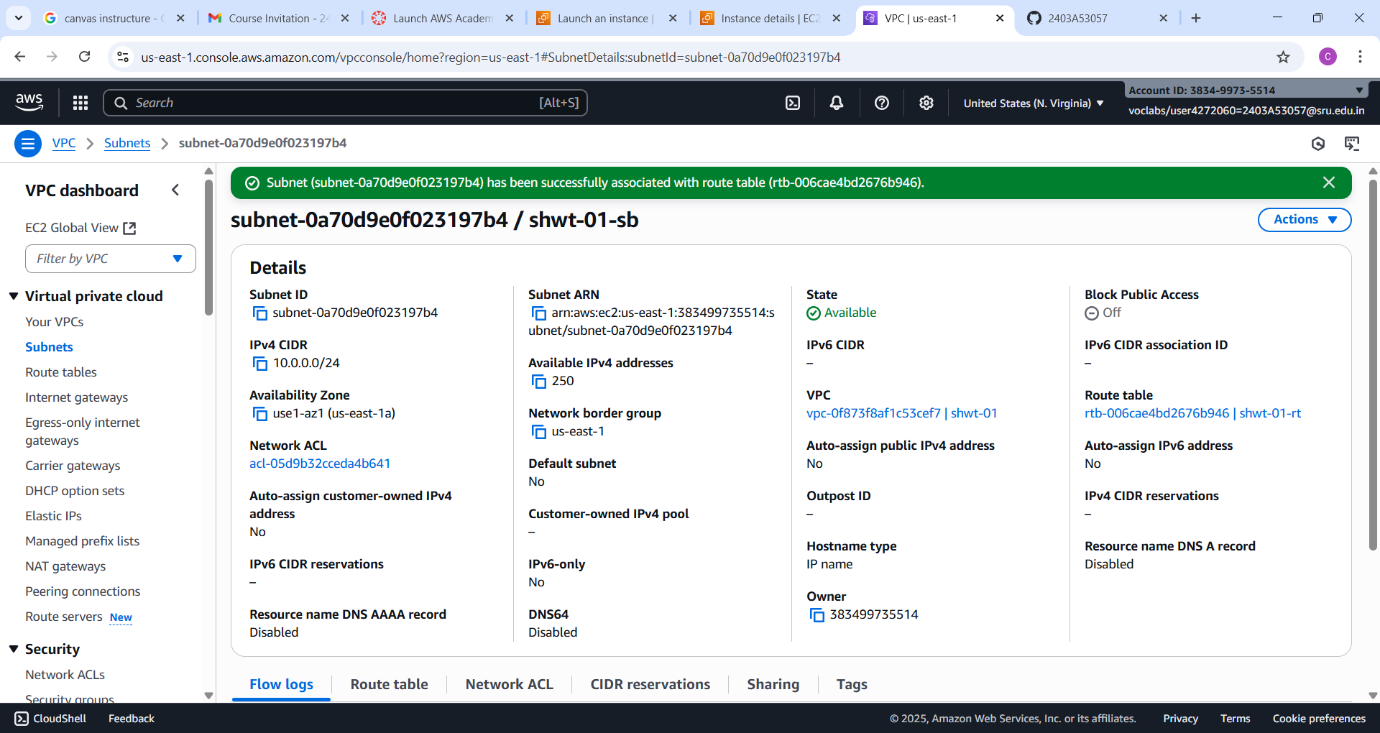 canvas instructure - G
Course Invitation - 24
Launch AWS Academ
Launch an instance |
Instance details | EC2
VPC | us-east-1
2403A53057
us-east-1.console.aws.amazon.com/vpcconsole/home?region=us-east-1#SubnetDetails:subnetId=subnet-0a70d9e0f023197b4
C
aws
Search
[Alt+S]
United States (N. Virginia)
Account ID: 3834-9973-5514
voclabs/user4272060=2403A53057@sru.edu.in
VPC
Subnets
subnet-0a70d9e0f023197b4
VPC dashboard
EC2 Global View
Filter by VPC
Virtual private cloud
Your VPCs
Subnets
Route tables
Internet gateways
Egress-only internet
gateways
Carrier gateways
DHCP option sets
Elastic IPs
Managed prefix lists
NAT gateways
Peering connections
Route servers New
Security
Network ACLs
Security groups
Subnet (subnet-0a70d9e0f023197b4) has been successfully associated with route table (rtb-006cae4bd2676b946).
subnet-0a70d9e0f023197b4 / shwt-01-sb
Actions
Details
Subnet ID
subnet-0a70d9e0f023197b4
IPv4 CIDR
10.0.0.0/24
Availability Zone
use1-az1 (us-east-1a)
Network ACL
acl-05d9b32cceda4b641
Auto-assign customer-owned IPv4
address
No
IPv6 CIDR reservations
–
Resource name DNS AAAA record
Disabled
Subnet ARN
arn:aws:ec2:us-east-1:383499735514:s
ubnet/subnet-0a70d9e0f023197b4
Available IPv4 addresses
250
Network border group
us-east-1
Default subnet
No
Customer-owned IPv4 pool
–
IPv6-only
No
DNS64
Disabled
State
Available
IPv6 CIDR
–
VPC
vpc-0f873f8af1c53cef7 | shwt-01
Auto-assign public IPv4 address
No
Outpost ID
–
Hostname type
IP name
Owner
383499735514
Block Public Access
Off
IPv6 CIDR association ID
–
Route table
rtb-006cae4bd2676b946 | shwt-01-rt
Auto-assign IPv6 address
No
IPv4 CIDR reservations
–
Resource name DNS A record
Disabled
Flow logs
Route table
Network ACL
CIDR reservations
Sharing
Tags
CloudShell
Feedback
© 2025, Amazon Web Services, Inc. or its affiliates.
Privacy
Terms
Cookie preferences